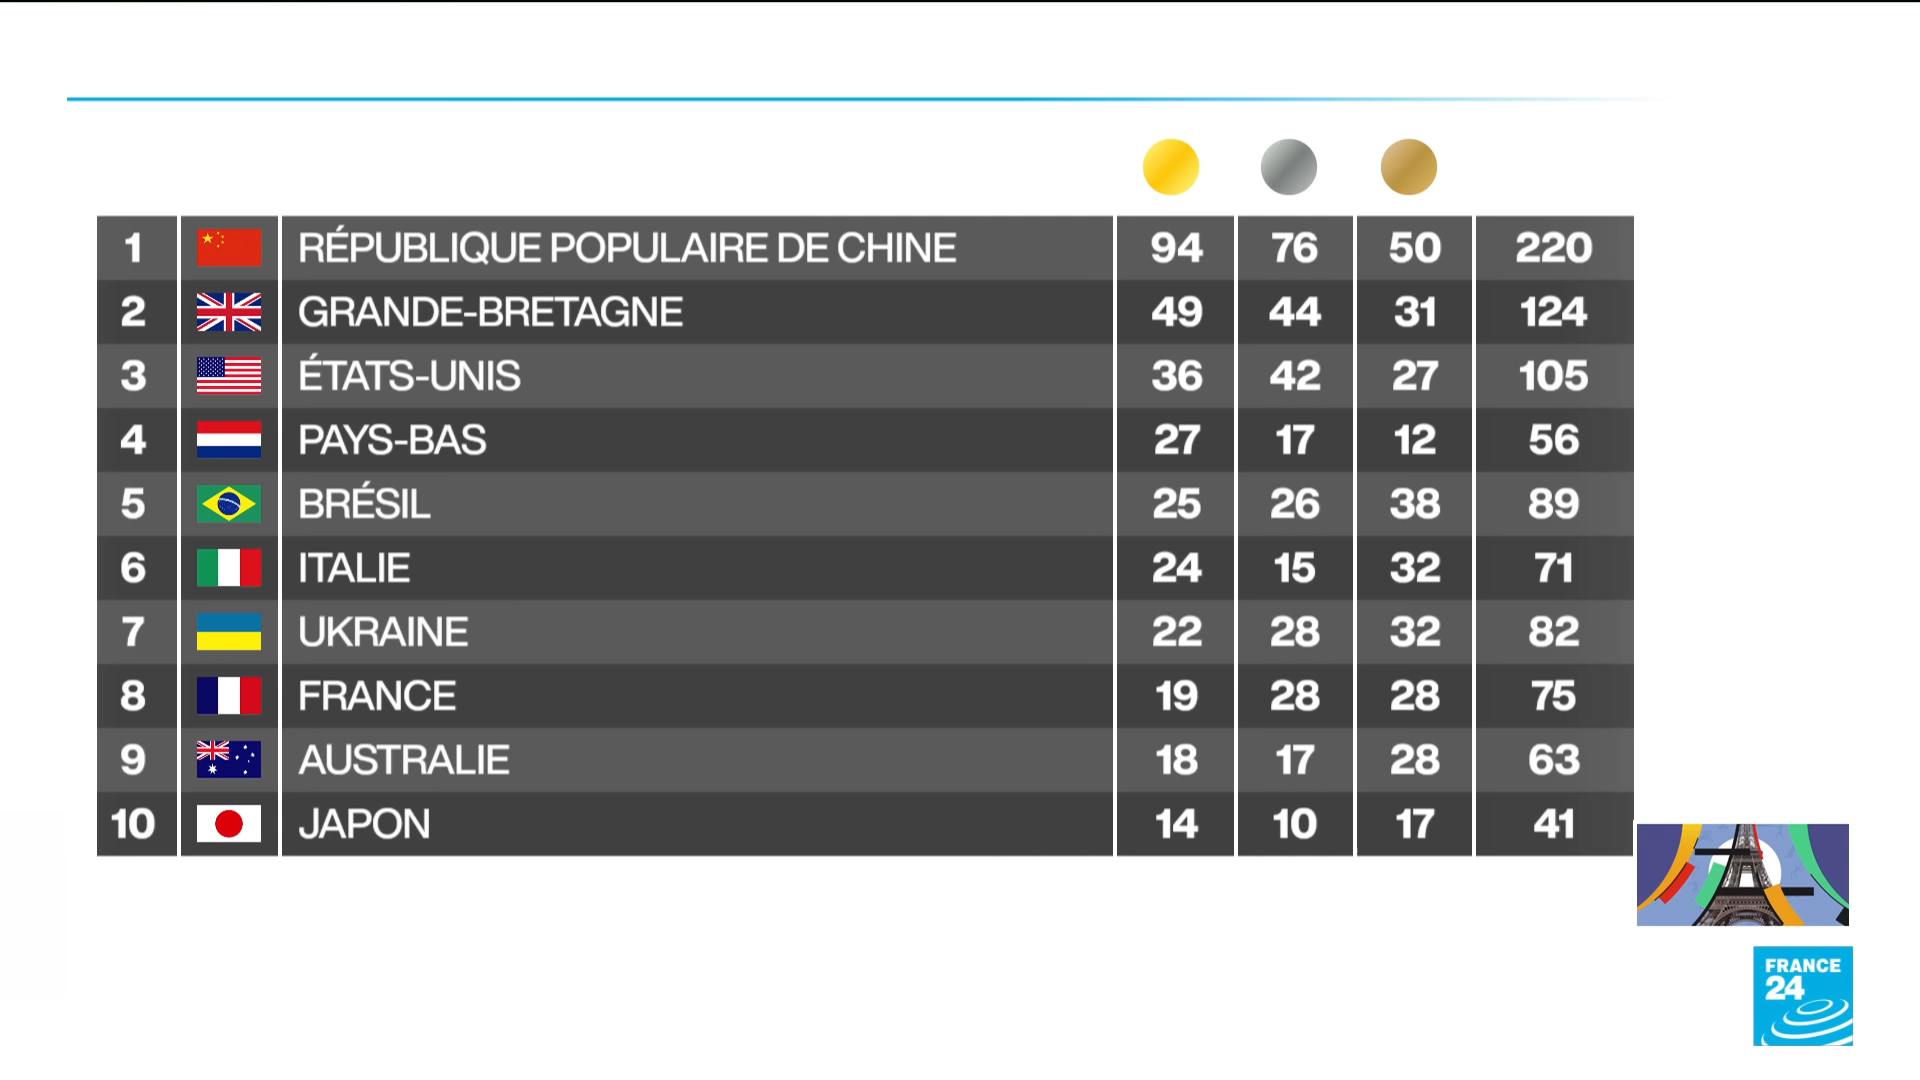 1 RÉPUBLIQUE POPULAIRE DE CHINE 94 76 50 220
2 GRANDE-BRETAGNE 49 44 31 124
3 ÉTATS-UNIS 36 42 27 105
4 PAYS-BAS 27 17 12 56
5 BRÉSIL 25 26 38 89
6 ITALIE 24 15 32 71
7 UKRAINE 22 28 32 82
8 FRANCE 19 28 28 75
9 AUSTRALIE 18 17 28 63
10 JAPON 14 10 17 41
FRANCE
24